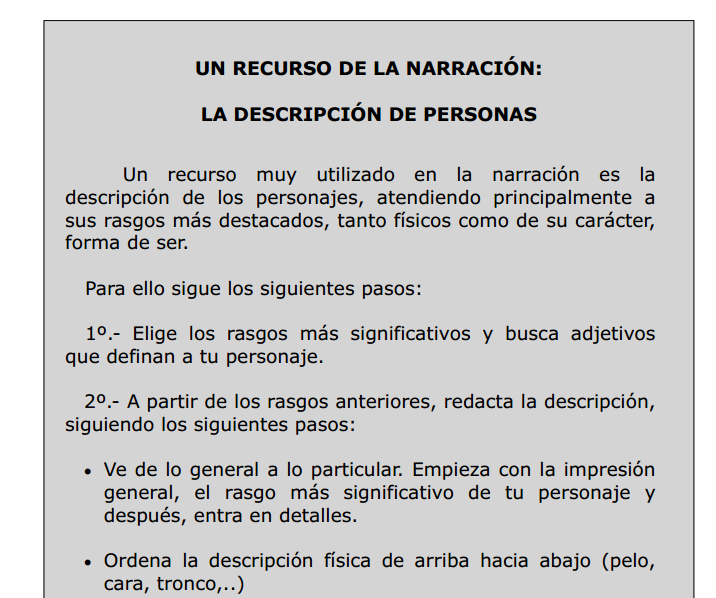 UN RECURSO DE LA NARRACIÓN:
LA DESCRIPCIÓN DE PERSONAS
Un recurso muy utilizado en la narración es la
descripción de los personajes, atendiendo principalmente a
sus rasgos más destacados, tanto físicos como de su carácter,
forma de ser.
Para ello sigue los siguientes pasos:
1º.- Elige los rasgos más significativos y busca adjetivos
que definan a tu personaje.
2º.- A partir de los rasgos anteriores, redacta la descripción,
siguiendo los siguientes pasos:
• Ve de lo general a lo particular. Empieza con la impresión
general, el rasgo más significativo de tu personaje y
después, entra en detalles.
• Ordena la descripción física de arriba hacia abajo (pelo,
cara, tronco,..)